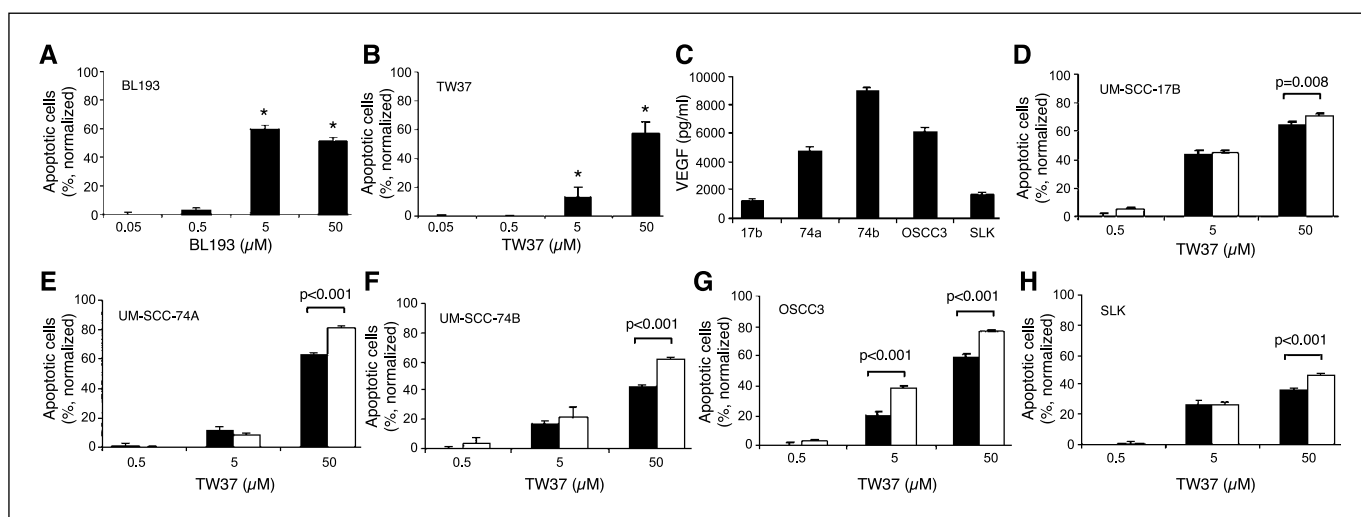 A
BL193
Apoptotic cells
(%, normalized)
100
80
60
40
20
0
*
*
0.05
0.5
5
50
BL193 (µM)
B
TW37
Apoptotic cells
(%, normalized)
100
80
60
40
20
0
*
*
0.05
0.5
5
50
TW37 (µM)
C
VEGF (pg/ml)
10000
8000
6000
4000
2000
0
17b
74a
74b
OSCC3
SLK
D
UM-SCC-17B
Apoptotic cells
(%, normalized)
100
80
60
40
20
0
p=0.008
0.5
5
50
TW37 (µM)
E
UM-SCC-74A
Apoptotic cells
(%, normalized)
100
80
60
40
20
0
p<0.001
0.5
5
50
TW37 (µM)
F
UM-SCC-74B
Apoptotic cells
(%, normalized)
100
80
60
40
20
0
p<0.001
0.5
5
50
TW37 (µM)
G
OSCC3
Apoptotic cells
(%, normalized)
100
80
60
40
20
0
p<0.001
p<0.001
0.5
5
50
TW37 (µM)
H
SLK
Apoptotic cells
(%, normalized)
100
80
60
40
20
0
p<0.001
0.5
5
50
TW37 (µM)